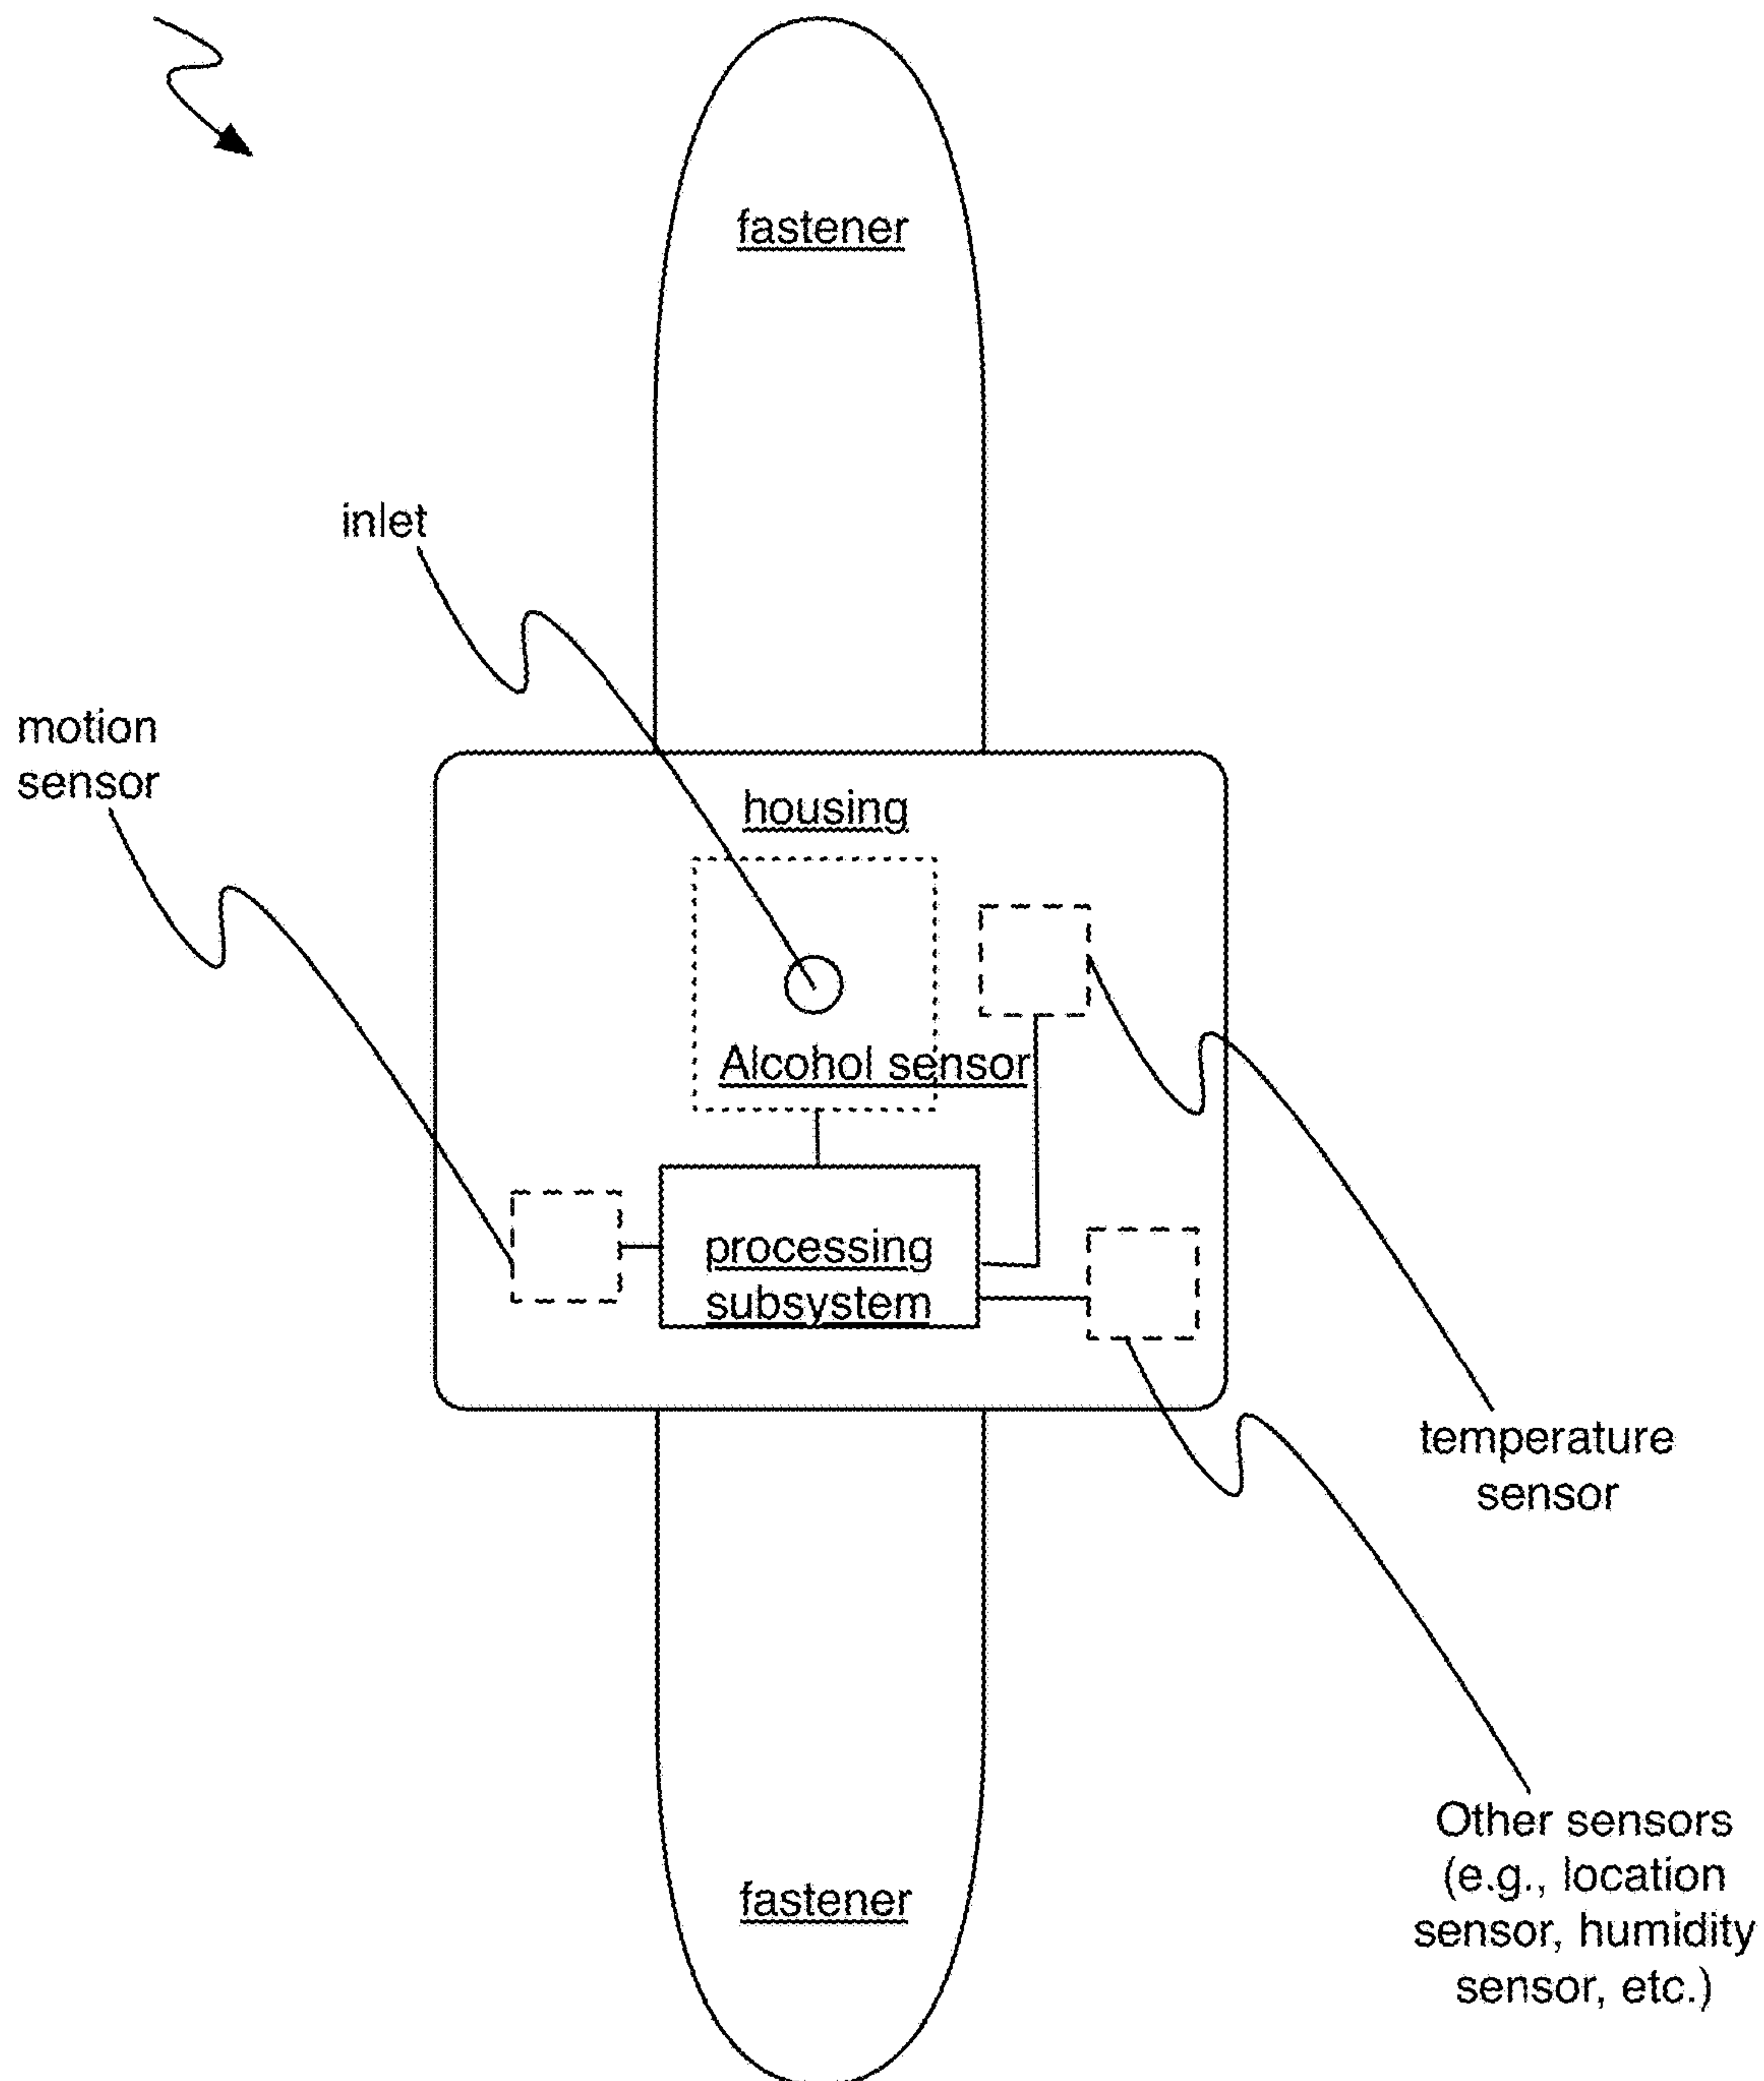 fastener
inlet
motion
sensor
housing
Alcohol sensor
processing
subsystem
temperature
sensor
Other sensors
(e.g., location
sensor, humidity
sensor, etc.)
fastener